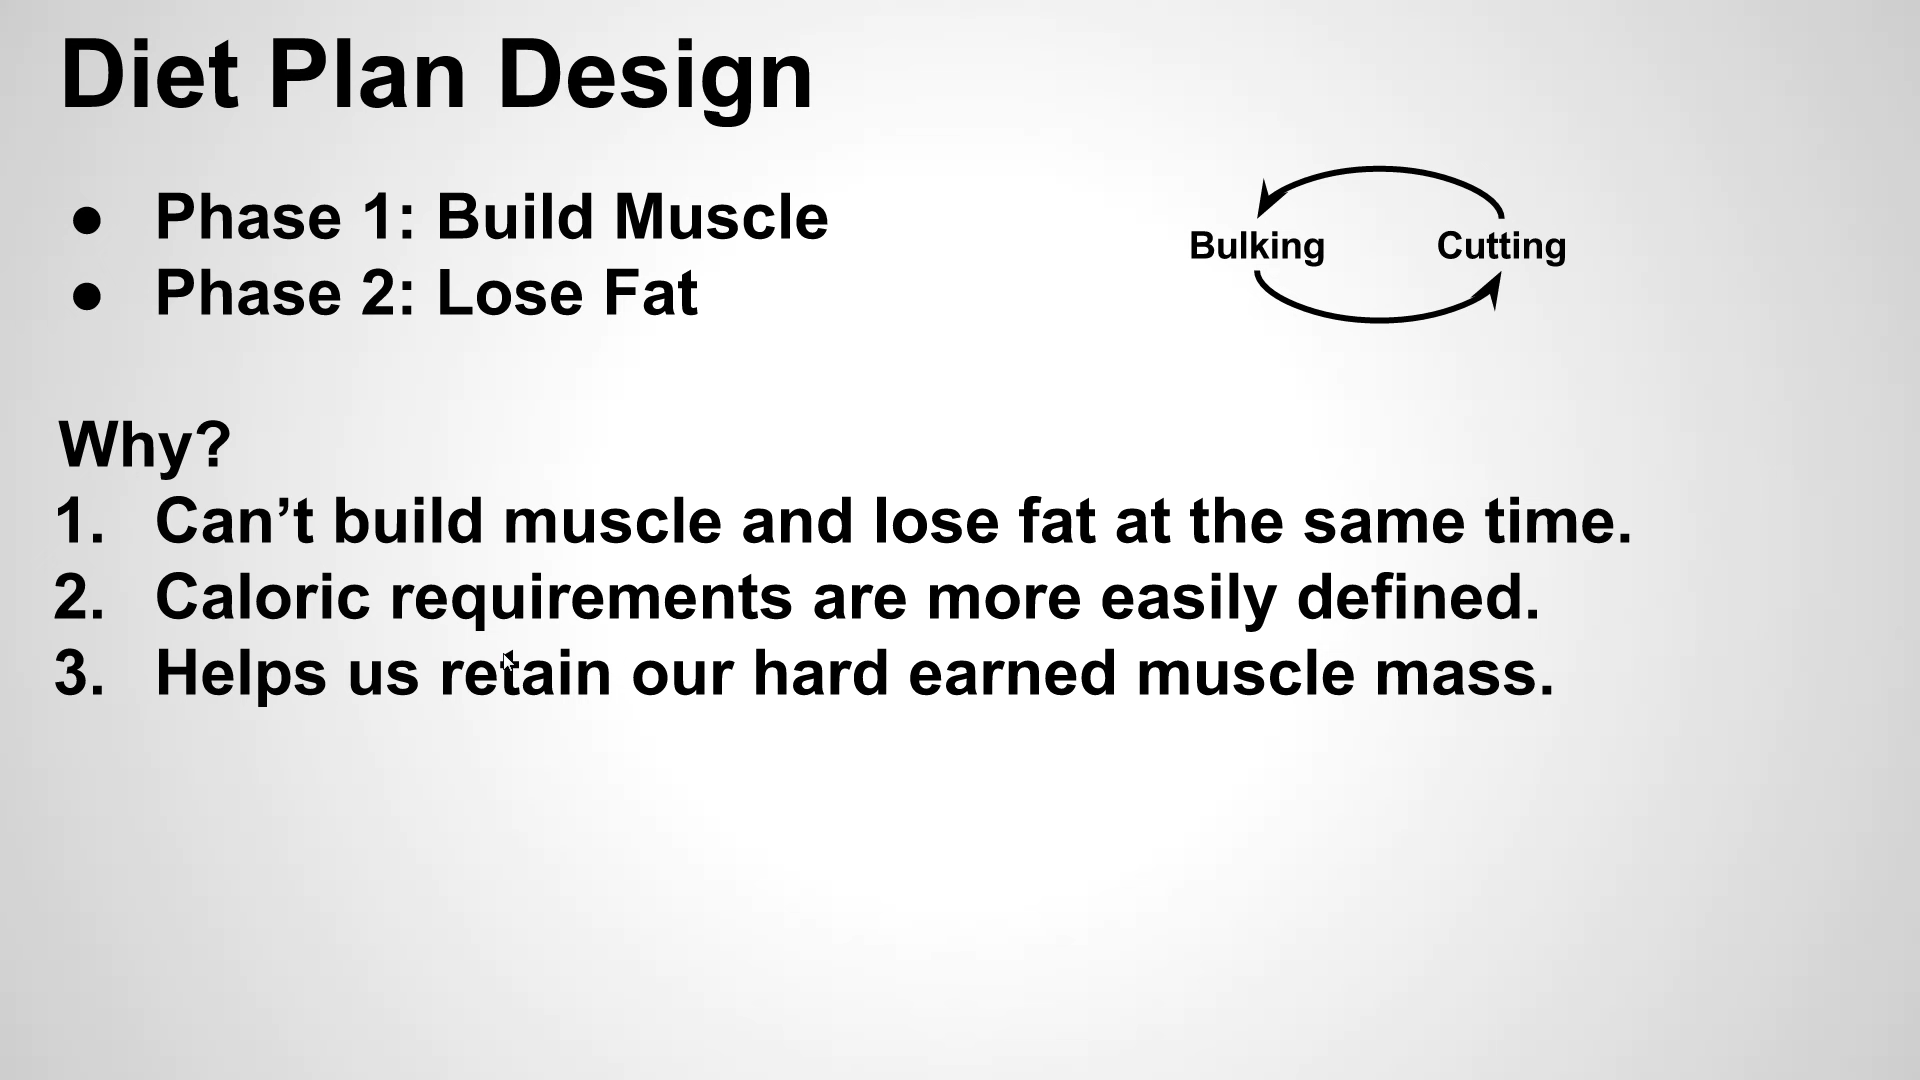 Diet Plan Design
● Phase 1: Build Muscle
● Phase 2: Lose Fat
Bulking Cutting
Why?
1. Can’t build muscle and lose fat at the same time.
2. Caloric requirements are more easily defined.
3. Helps us retain our hard earned muscle mass.